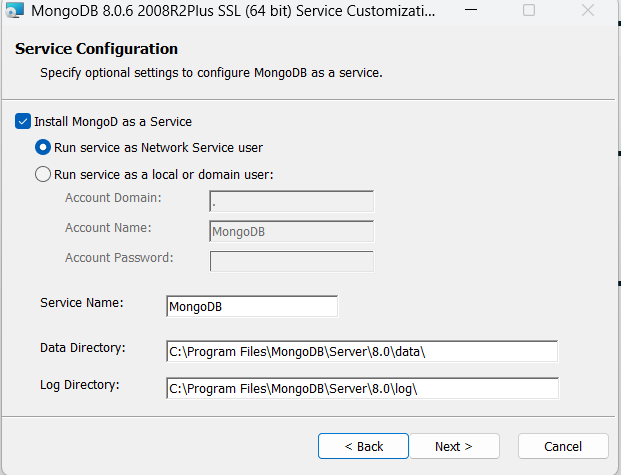 MongoDB 8.0.6 2008R2Plus SSL (64 bit) Service Customizati...
Service Configuration
Specify optional settings to configure MongoDB as a service.
Install MongoD as a Service
Run service as Network Service user
Run service as a local or domain user:
Account Domain: .
Account Name: MongoDB
Account Password:
Service Name: MongoDB
Data Directory: C:\Program Files\MongoDB\Server\8.0\data\
Log Directory: C:\Program Files\MongoDB\Server\8.0\log\
< Back Next > Cancel